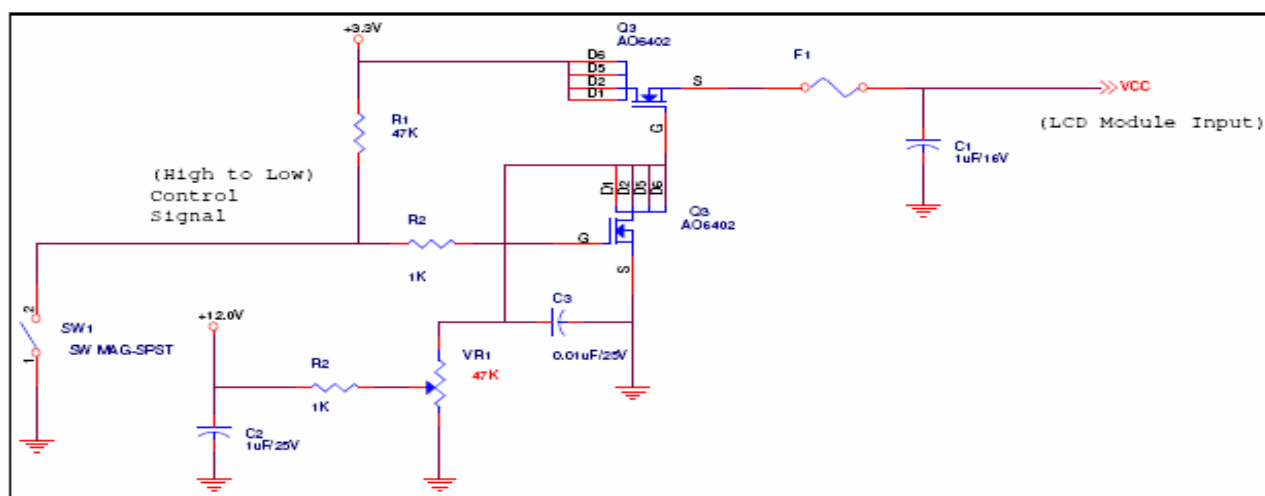 +3.3V
Q3
AO6402
D6
D5
D2
D1
S
G
F1
VCC
(LCD Module Input)
R1
47K
C1
1uF/16V
(High to Low)
Control
Signal
D1
D2
D5
D6
Q3
AO6402
R2
1K
G
S
2
1
SW1
SW MAG-SPST
+12.0V
C3
0.01uF/25V
R2
1K
VR1
47K
C2
1uF/25V